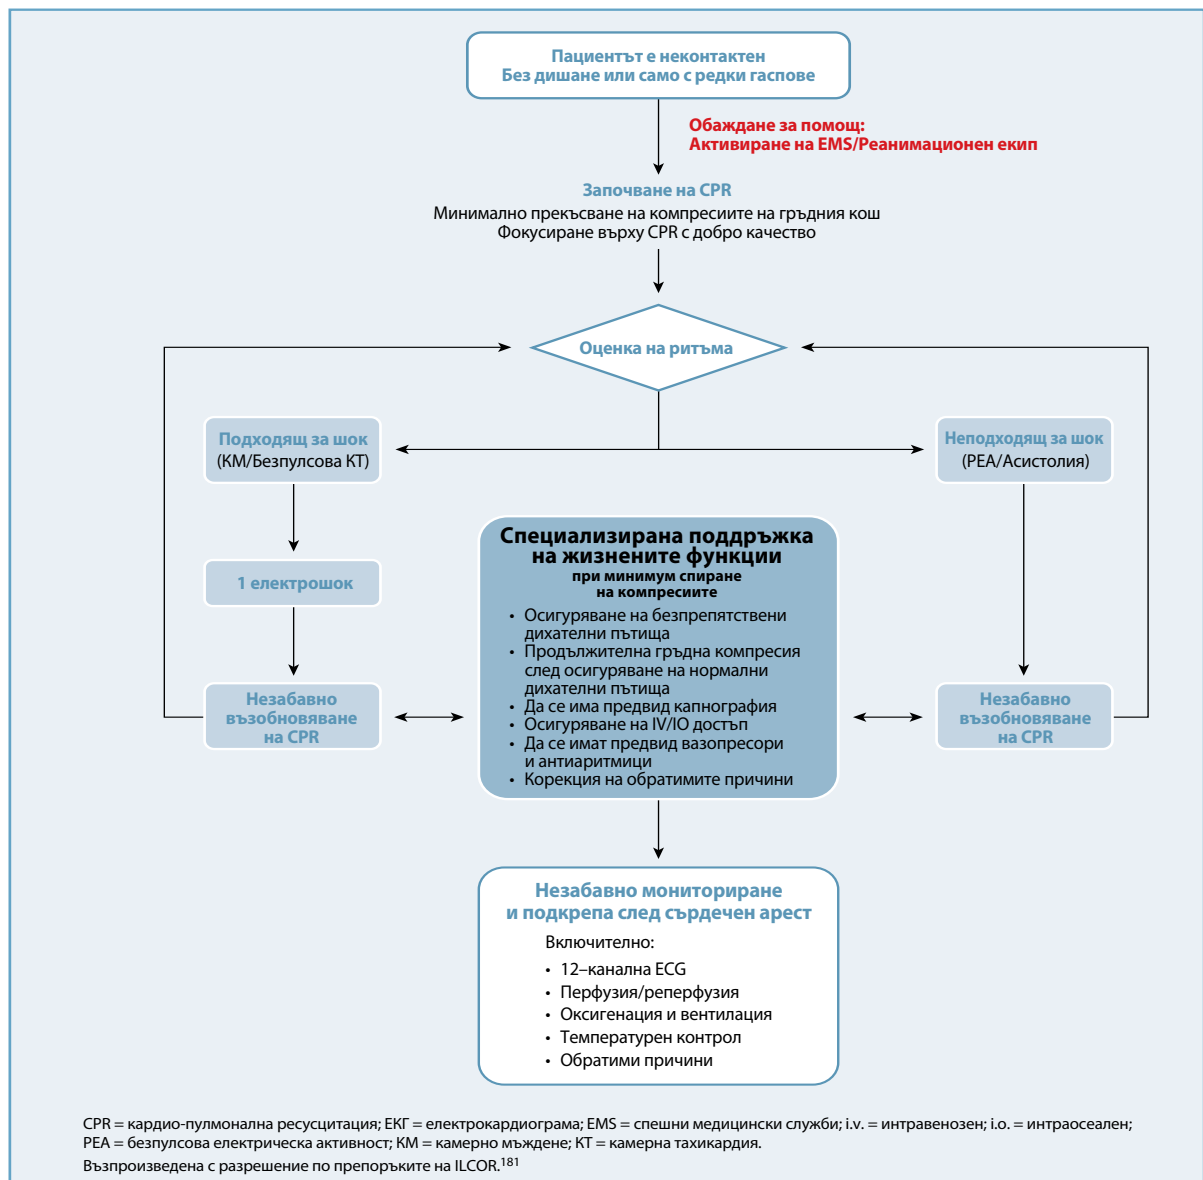 Пациентът е неконтактен
Без дишане или само с редки гаспове
Обаждане за помощ:
Активиране на EMS/Реанимационен екип
Започване на CPR
Минимално прекъсване на компресиите на гръдния кош
Фокусиране върху CPR с добро качество
Оценка на ритъма
Подходящ за шок
(КМ/Безпулсова КТ)
Неподходящ за шок
(PEA/Асистолия)
1 електрошок
Незабавно
възобновяване
на CPR
Специализирана поддръжка
на жизнените функции
при минимум спиране
на компресиите
• Осигуряване на безпрепятствени
дихателни пътища
• Продължителна гръдна компресия
след осигуряване на нормални
дихателни пътища
• Да се има предвид капнография
• Осигуряване на IV/IO достъп
• Да се имат предвид вазопресори
и антиаритмици
• Корекция на обратимите причини
Незабавно
възобновяване
на CPR
Незабавно мониториране
и подкрепа след сърдечен арест
Включително:
• 12–канална ECG
• Перфузия/реперфузия
• Оксигенация и вентилация
• Температурен контрол
• Обратими причини
CPR = кардио-пулмонална ресусцитация; ЕКГ = електрокардиограма; EMS = спешни медицински служби; i.v. = интравенозен; i.o. = интраосеален;
PEA = безпулсова електрическа активност; КМ = камерно мъждене; КТ = камерна тахикардия.
Възпроизведена с разрешение по препоръките на ILCOR.181